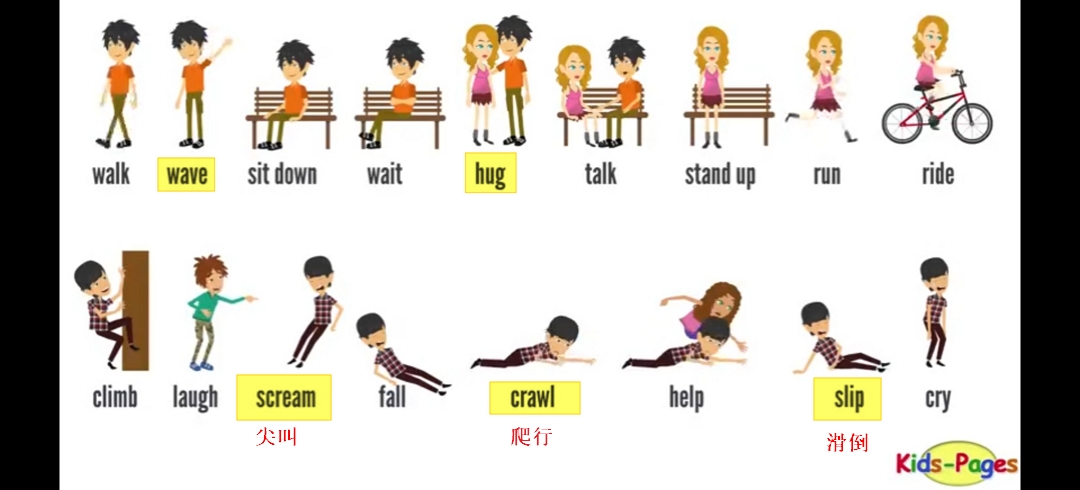 walk wave sit down wait hug talk stand up run ride
climb laugh scream fall crawl help slip cry
尖叫 爬行 滑倒
Kids-Pages